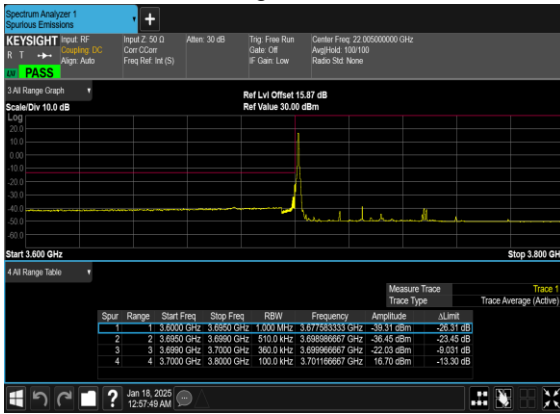 Spectrum Analyzer 1
Spurious Emissions
+
KEYSIGHT Input: RF Input Z: 50 Ω Atten: 30 dB Trig: Free Run Center Freq: 22.005000000 GHz
R T Coupling: DC Corr CCorr Gate: Off Avg|Hold: 100/100
Align: Auto Freq Ref: Int (S) IF Gain: Low Radio Std: None
PASS
3 All Range Graph
Ref Lvl Offset 15.87 dB
Scale/Div 10.0 dB Ref Value 30.00 dBm
Log
20.0
10.0
0.00
-10.0
-20.0
-30.0
-40.0
-50.0
-60.0
Start 3.600 GHz Stop 3.800 GHz
4 All Range Table
Measure Trace Trace 1
Trace Type Trace Average (Active)
Spur Range Start Freq Stop Freq RBW Frequency Amplitude ΔLimit
1 1 3.6000 GHz 3.6950 GHz 1.000 MHz 3.677583333 GHz -39.31 dBm -26.31 dB
2 2 3.6950 GHz 3.6990 GHz 510.0 kHz 3.698986667 GHz -36.45 dBm -23.45 dB
3 3 3.6990 GHz 3.7000 GHz 360.0 kHz 3.699966667 GHz -22.03 dBm -9.031 dB
4 4 3.7000 GHz 3.8000 GHz 100.0 kHz 3.701166667 GHz 16.70 dBm -13.30 dB
? Jan 18, 2025
12:57:49 AM